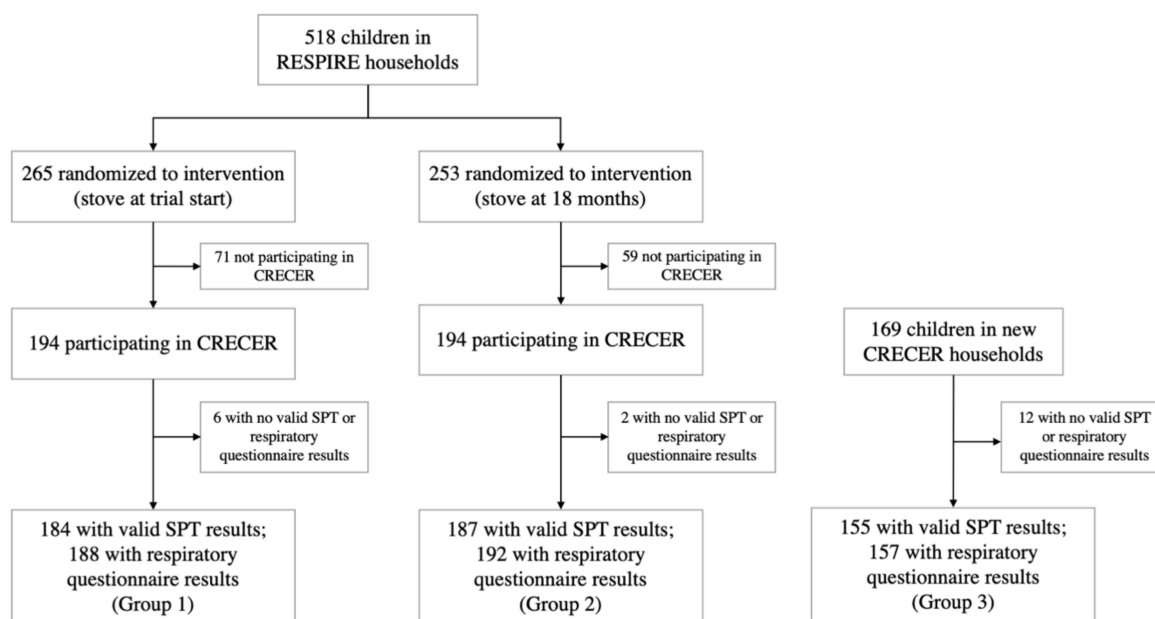 518 children in
RESPIRE households
265 randomized to intervention
(stove at trial start)
253 randomized to intervention
(stove at 18 months)
71 not participating in
CRECER
59 not participating in
CRECER
194 participating in CRECER
194 participating in CRECER
169 children in new
CRECER households
6 with no valid SPT or
respiratory
questionnaire results
2 with no valid SPT or
respiratory
questionnaire results
12 with no valid SPT
or respiratory
questionnaire results
184 with valid SPT results;
188 with respiratory
questionnaire results
(Group 1)
187 with valid SPT results;
192 with respiratory
questionnaire results
(Group 2)
155 with valid SPT results;
157 with respiratory
questionnaire results
(Group 3)